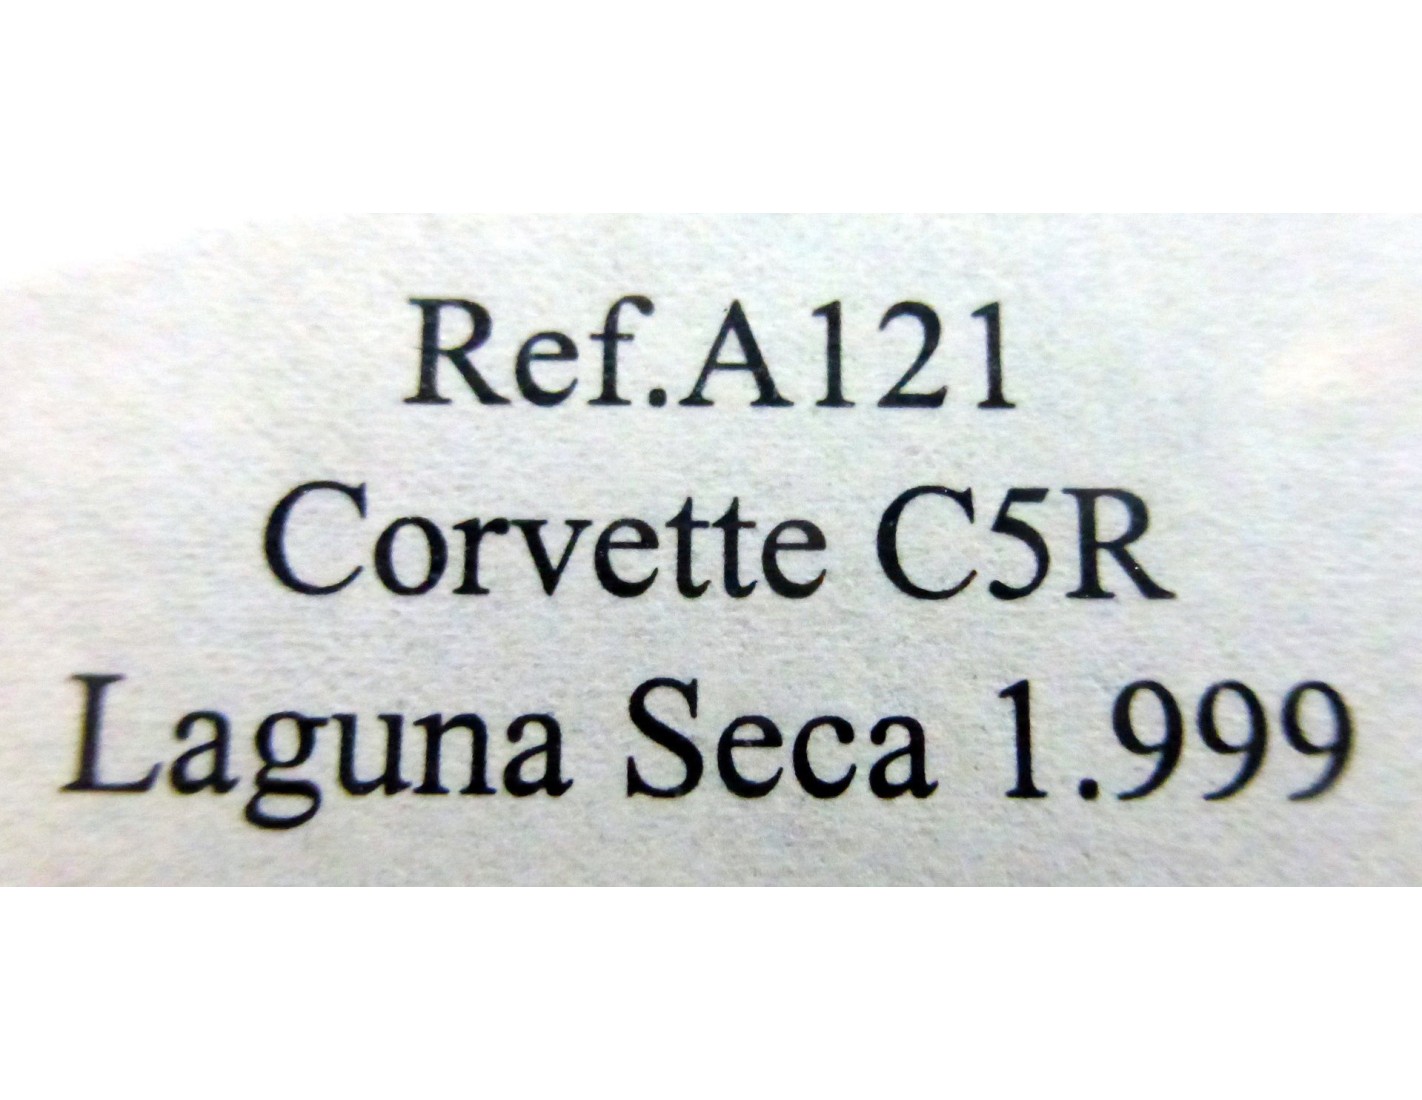 Ref.A121
Corvette C5R
Laguna Seca 1.999